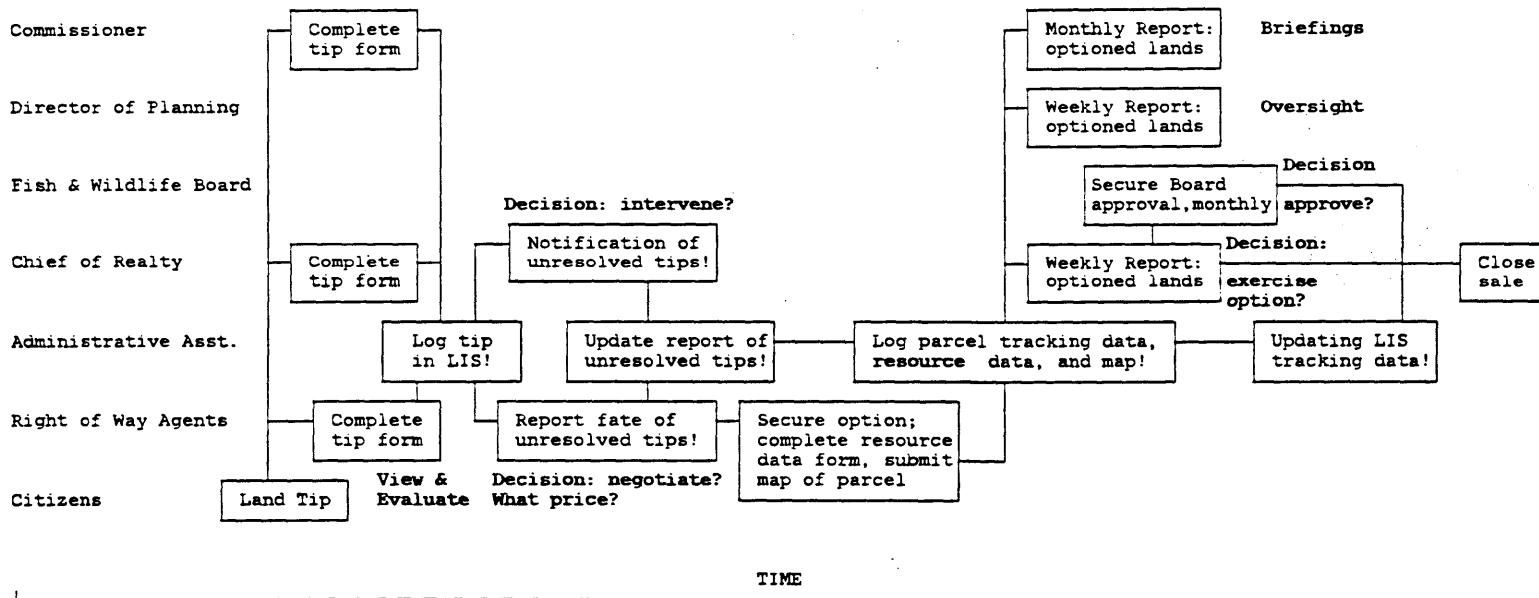 Commissioner
Complete
tip form
Monthly Report:
optioned lands
Briefings
Director of Planning
Weekly Report:
optioned lands
Oversight
Fish & Wildlife Board
Decision
Secure Board
approval,monthly
approve?
Decision: intervene?
Chief of Realty
Complete
tip form
Notification of
unresolved tips!
Weekly Report:
optioned lands
Decision:
exercise
option?
Close
sale
Administrative Asst.
Log tip
in LIS!
Update report of
unresolved tips!
Log parcel tracking data,
resource data, and map!
Updating LIS
tracking data!
Right of Way Agents
Complete
tip form
Report fate of
unresolved tips!
Secure option;
complete resource
data form, submit
map of parcel
Citizens
Land Tip
View &
Evaluate
Decision: negotiate?
What price?
TIME